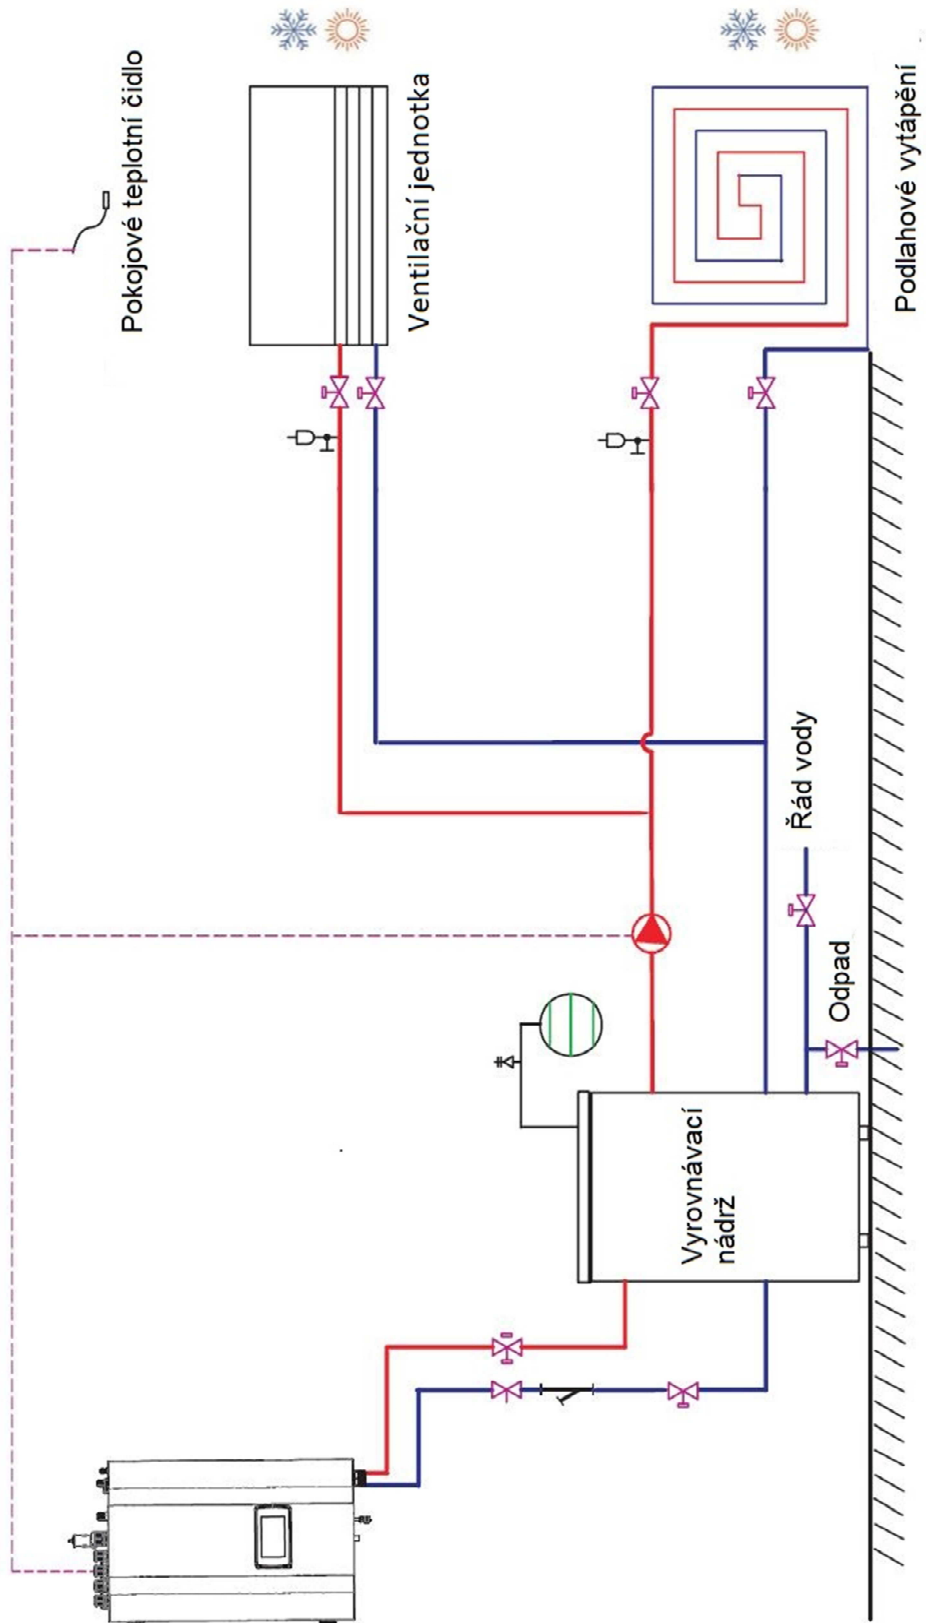 Pokojové teplotní čidlo
Ventilační jednotka
Podlahové vytápění
Řád vody
Odpad
Vyrovnávací
nádrž